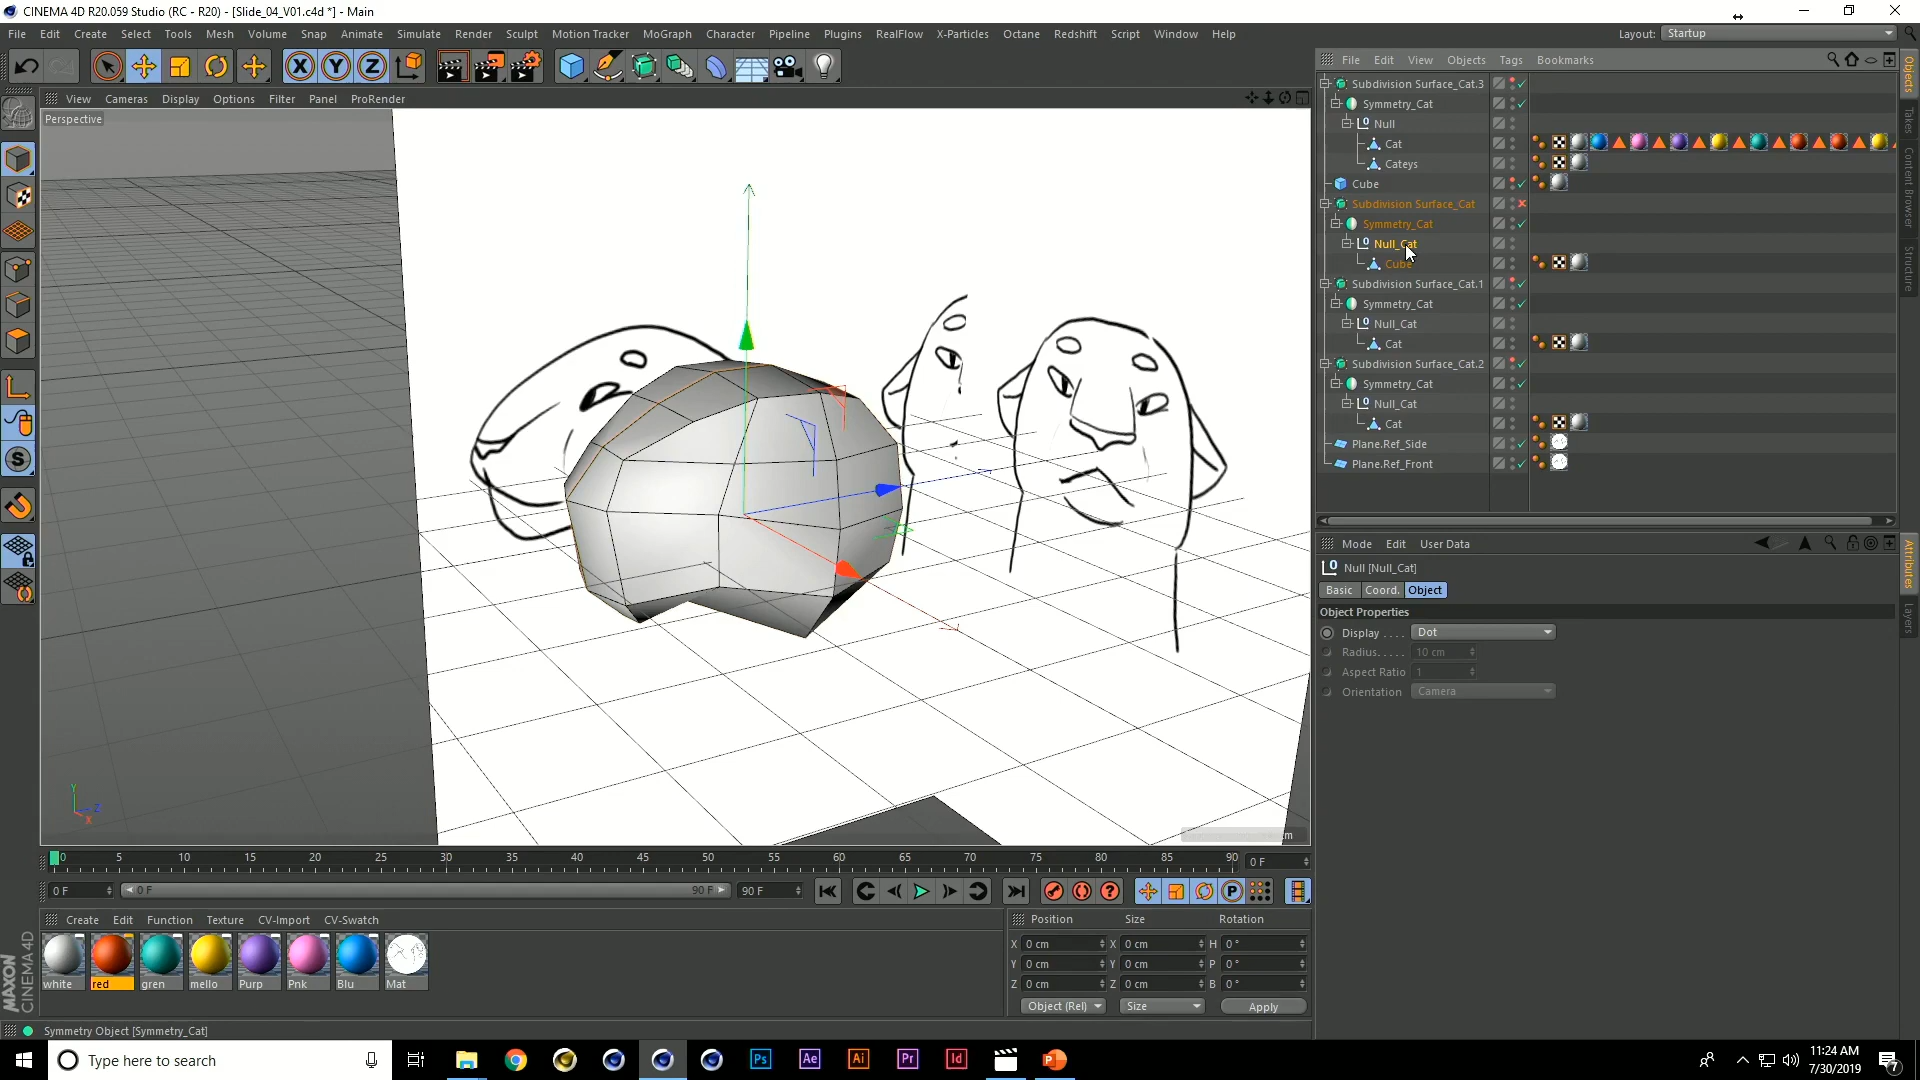 CINEMA 4D R20.059 Studio (RC - R20) - [Slide_04_V01.c4d *] - Main
File Edit Create Select Tools Mesh Volume Snap Animate Simulate Render Sculpt Motion Tracker MoGraph Character Pipeline Plugins RealFlow X-Particles Octane Redshift Script Window Help
Layout: Startup
X Y Z
File Edit View Objects Tags Bookmarks
View Cameras Display Options Filter Panel ProRender
Perspective
Subdivision Surface_Cat.3
Symmetry_Cat
Null
Cat
Cateys
Cube
Subdivision Surface_Cat
Symmetry_Cat
Null_Cat
Cube
Subdivision Surface_Cat.1
Symmetry_Cat
Null_Cat
Cat
Subdivision Surface_Cat.2
Symmetry_Cat
Null_Cat
Cat
Plane.Ref_Side
Plane.Ref_Front
Objects
Takes
Content Browser
Structure
Mode Edit User Data
Null [Null_Cat]
Basic Coord. Object
Object Properties
Display . . . . Dot
Radius. . . . . 10 cm
Aspect Ratio 1
Orientation Camera
Attributes
Layers
S
Y
Z
X
m
0 5 10 15 20 25 30 35 40 45 50 55 60 65 70 75 80 85 90 0 F
0 F 0 F 90 F 90 F
P
Create Edit Function Texture CV-Import CV-Swatch
white red gren mello Purp Pnk Blu Mat
MAXON
CINEMA 4D
Position Size Rotation
X 0 cm X 0 cm H 0 °
Y 0 cm Y 0 cm P 0 °
Z 0 cm Z 0 cm B 0 °
Object (Rel) Size Apply
Symmetry Object [Symmetry_Cat]
Type here to search
Ps Ae Ai Pr Id
11:24 AM
7/30/2019
7